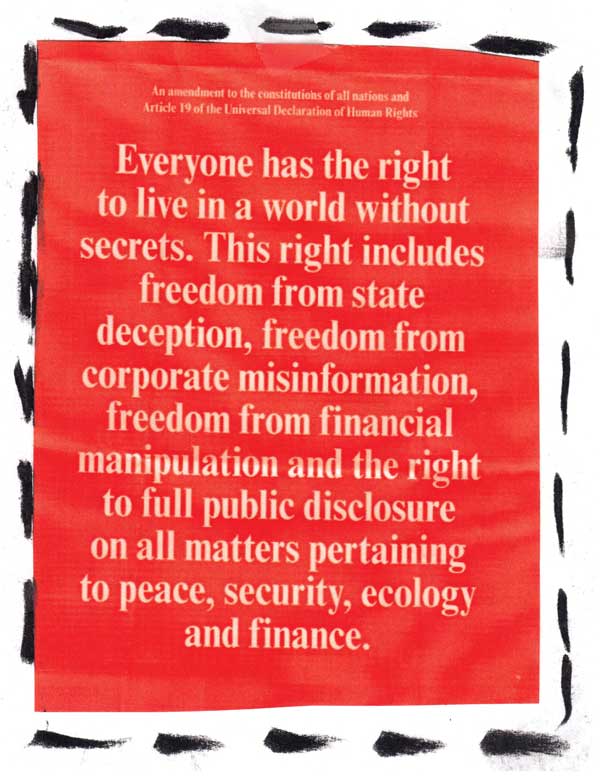 An amendment to the constitutions of all nations and
Article 19 of the Universal Declaration of Human Rights
Everyone has the right
to live in a world without
secrets. This right includes
freedom from state
deception, freedom from
corporate misinformation,
freedom from financial
manipulation and the right
to full public disclosure
on all matters pertaining
to peace, security, ecology
and finance.